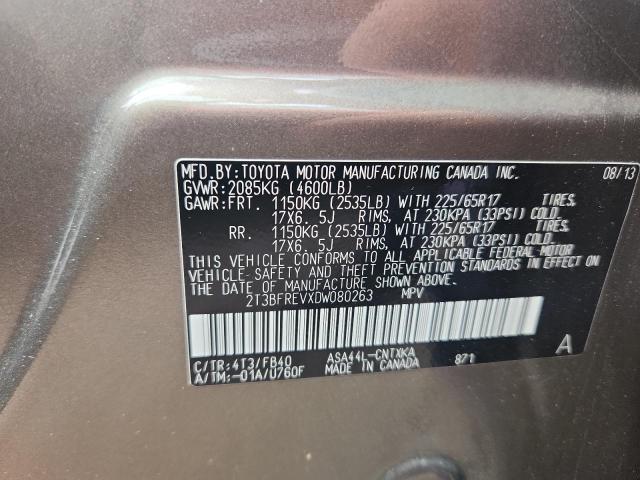 MFD. BY: TOYOTA MOTOR MANUFACTURING CANADA INC. 08/13
GVWR: 2085KG (4600LB)
GAWR: FRT. 1150KG (2535LB) WITH 225/65R17 TIRES,
17X6. 5J RIMS, AT 230KPA (33PSI) COLD.
RR. 1150KG (2535LB) WITH 225/65R17 TIRES,
17X6. 5J RIMS, AT 230KPA (33PSI) COLD.
THIS VEHICLE CONFORMS TO ALL APPLICABLE FEDERAL MOTOR
VEHICLE SAFETY AND THEFT PREVENTION STANDARDS IN EFFECT ON
THE DATE OF MANUFACTURE SHOWN ABOVE.
2T3BFREVXDW080263 MPV
C/TR: 4T3/FB40 ASA44L-CNTXKA 871 A
A/TM: -01A/U760F MADE IN CANADA